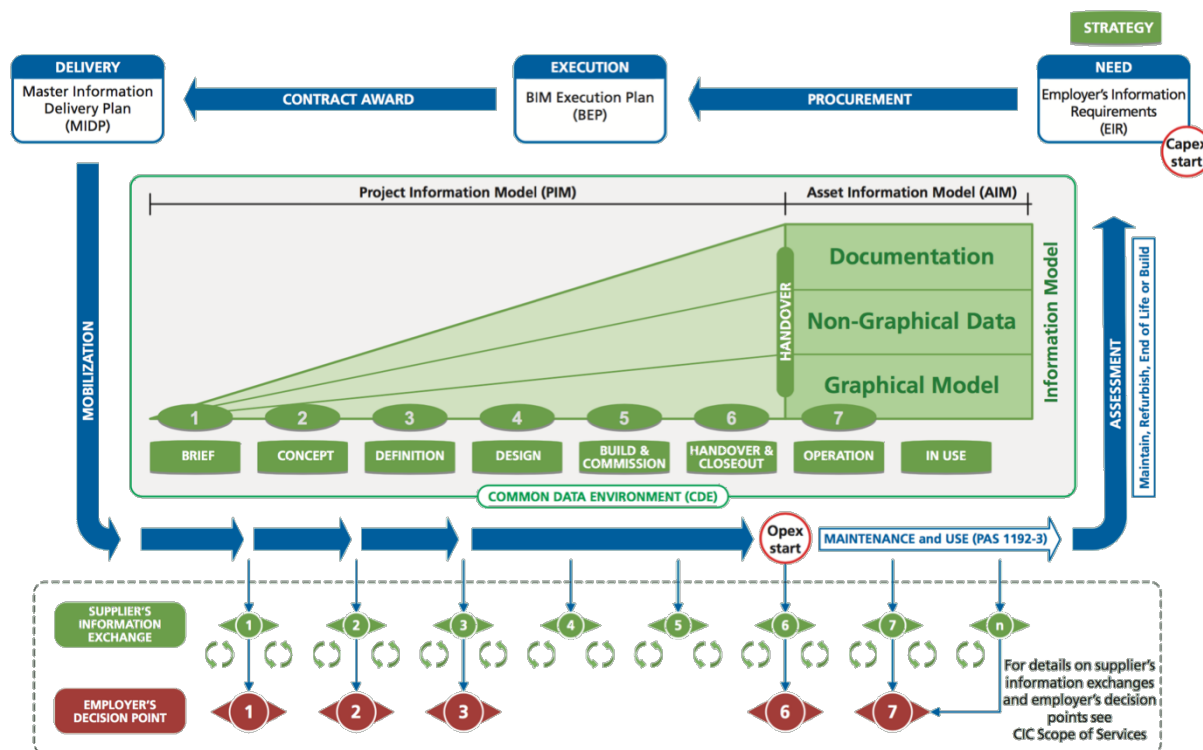 STRATEGY
DELIVERY
Master Information
Delivery Plan
(MIDP)
CONTRACT AWARD
EXECUTION
BIM Execution Plan
(BEP)
PROCUREMENT
NEED
Employer's Information
Requirements
(EIR)
Capex
start
Project Information Model (PIM)
Asset Information Model (AIM)
MOBILIZATION
HANDOVER
Documentation
Non-Graphical Data
Graphical Model
Information Model
ASSESSMENT
Maintain, Refurbish, End of Life or Build
1
2
3
4
5
6
7
BRIEF
CONCEPT
DEFINITION
DESIGN
BUILD &
COMMISSION
HANDOVER &
CLOSEOUT
OPERATION
IN USE
COMMON DATA ENVIRONMENT (CDE)
Opex
start
MAINTENANCE and USE (PAS 1192-3)
SUPPLIER'S
INFORMATION
EXCHANGE
1
2
3
4
5
6
7
n
For details on supplier's
information exchanges
and employer's decision
points see
CIC Scope of Services
EMPLOYER'S
DECISION POINT
1
2
3
6
7